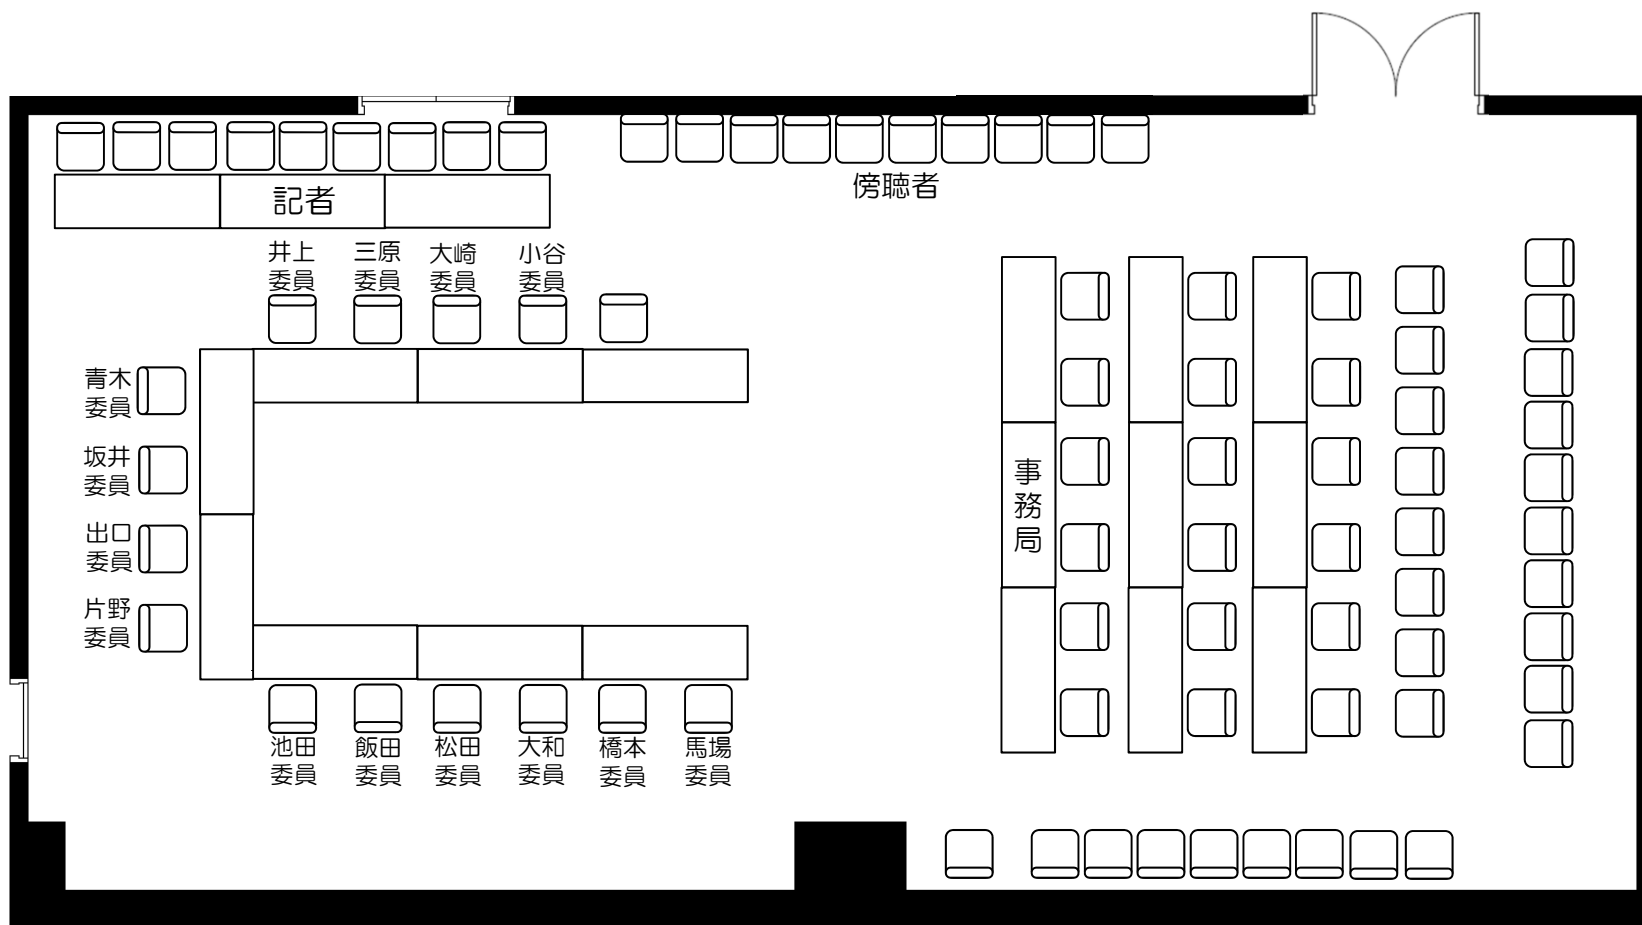 記者
傍聴者
井上
委員
三原
委員
大崎
委員
小谷
委員
青木
委員
坂井
委員
出口
委員
片野
委員
事務局
池田
委員
飯田
委員
松田
委員
大和
委員
橋本
委員
馬場
委員